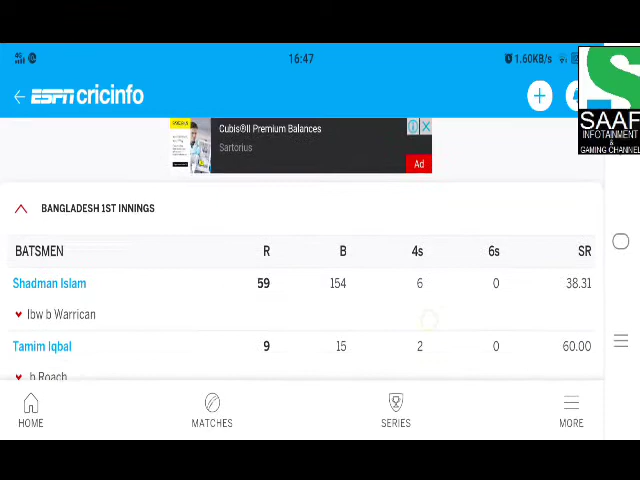 16:47
1.60KB/s
ESPN cricinfo
Cubis®II Premium Balances
Sartorius
Ad
SAAF
INFOTAINMENT
&
GAMING CHANNEL
BANGLADESH 1ST INNINGS
BATSMEN R B 4s 6s SR
Shadman Islam 59 154 6 0 38.31
lbw b Warrican
Tamim Iqbal 9 15 2 0 60.00
b Roach
HOME MATCHES SERIES MORE